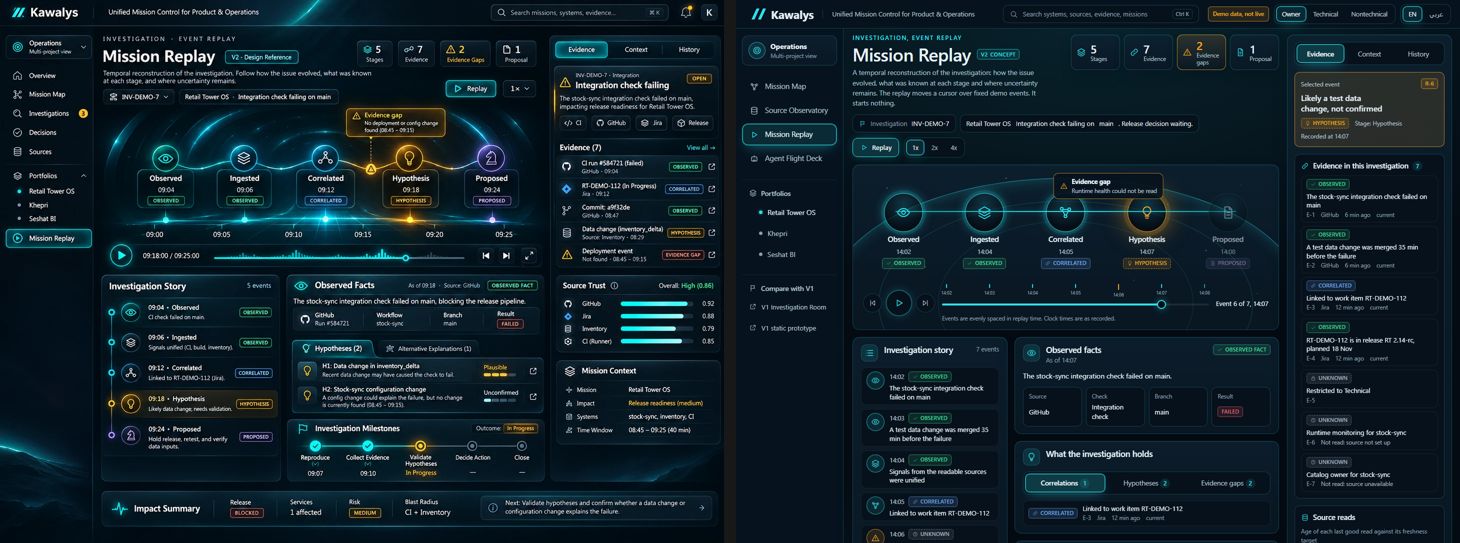 Kawalys
Unified Mission Control for Product & Operations
Search missions, systems, evidence...
⌘ K
K
Operations
Multi-project view
Overview
Mission Map
Investigations
3
Decisions
Sources
Portfolios
Retail Tower OS
Khepri
Seshat BI
Mission Replay
INVESTIGATION · EVENT REPLAY
Mission Replay
V2 - Design Reference
Temporal reconstruction of the investigation. Follow how the issue evolved, what was known
at each stage, and where uncertainty remains.
5
Stages
7
Evidence
2
Evidence Gaps
1
Proposal
INV-DEMO-7
Retail Tower OS · Integration check failing on main
Replay
1×
Evidence gap
No deployment or config change
found (08:45 – 09:15)
Observed
09:04
OBSERVED
Ingested
09:06
OBSERVED
Correlated
09:12
CORRELATED
Hypothesis
09:18
HYPOTHESIS
Proposed
09:24
PROPOSED
09:00
09:05
09:10
09:15
09:20
09:25
09:18:00 / 09:25:00
Investigation Story
5 events
09:04 • Observed
CI check failed on main.
OBSERVED
09:06 • Ingested
Signals unified (CI, build, inventory).
OBSERVED
09:12 • Correlated
Linked to RT-DEMO-112 (Jira).
CORRELATED
09:18 • Hypothesis
Likely data change; needs validation.
HYPOTHESIS
09:24 • Proposed
Hold release, retest, and verify
data inputs.
PROPOSED
Observed Facts
As of 09:18 · Source: GitHub
OBSERVED FACT
The stock-sync integration check failed on main, blocking the release pipeline.
GitHub
Run #584721
Workflow
stock-sync
Branch
main
Result
FAILED
Hypotheses (2)
Alternative Explanations (1)
H1: Data change in inventory_delta
Recent data change may have caused the check to fail.
Plausible
H2: Stock-sync configuration change
A config change could explain the failure, but no change
is currently found (08:45 – 09:15).
Unconfirmed
Investigation Milestones
Outcome: In Progress
Reproduce
09:07
Collect Evidence
09:10
Validate
Hypotheses
In Progress
Decide Action
—
Close
—
Evidence
Context
History
INV-DEMO-7 • Integration
Integration check failing
OPEN
The stock-sync integration check failed on main,
impacting release readiness for Retail Tower OS.
CI
GitHub
Jira
Release
Evidence (7)
View all →
CI run #584721 (failed)
GitHub • 09:04
OBSERVED
RT-DEMO-112 (In Progress)
Jira • 09:12
CORRELATED
Commit: a9f32de
GitHub • 08:47
OBSERVED
Data change (inventory_delta)
Source: Inventory • 08:29
HYPOTHESIS
Deployment event
Not found • 08:45 – 09:15
EVIDENCE GAP
Source Trust
Overall: High (0.86)
GitHub
0.92
Jira
0.88
Inventory
0.79
CI (Runner)
0.85
Mission Context
Mission
Retail Tower OS
Impact
Release readiness (medium)
Systems
stock-sync, inventory, CI
Time Window
08:45 – 09:25 (40 min)
Impact Summary
Release
BLOCKED
Services
1 affected
Risk
MEDIUM
Blast Radius
CI + Inventory
Next: Validate hypotheses and confirm whether a data change or
configuration change explains the failure.
Kawalys
Unified Mission Control for Product & Operations
Search systems, sources, evidence, missions
Ctrl K
Demo data, not live
Owner
Technical
Nontechnical
EN
عربي
Operations
Multi-project view
Mission Map
Source Observatory
Mission Replay
Agent Flight Deck
Portfolios
Retail Tower OS
Khepri
Seshat BI
Compare with V1
V1 Investigation Room
V1 static prototype
INVESTIGATION, EVENT REPLAY
Mission Replay
V2 CONCEPT
A temporal reconstruction of the investigation: how the issue
evolved, what was known at each stage and where uncertainty
remains. The replay moves a cursor over fixed demo events. It
starts nothing.
5
Stages
7
Evidence
2
Evidence
gaps
1
Proposal
Investigation INV-DEMO-7
Retail Tower OS Integration check failing on main . Release decision waiting.
Replay
1x
2x
4x
Evidence gap
Runtime health could not be read
Observed
14:02
OBSERVED
Ingested
14:04
OBSERVED
Correlated
14:05
CORRELATED
Hypothesis
14:07
HYPOTHESIS
Proposed
14:08
PROPOSED
14:02
14:03
14:04
14:05
14:06
14:07
14:08
Event 6 of 7, 14:07
Events are evenly spaced in replay time. Clock times are as recorded.
Investigation story
7 events
14:02
OBSERVED
The stock-sync integration check
failed on main
14:03
OBSERVED
A test data change was merged 35
min before the failure
14:04
OBSERVED
Signals from the readable sources
were unified
14:05
CORRELATED
Linked to work item RT-DEMO-112
14:06
UNKNOWN
Observed facts
As of 14:07
OBSERVED FACT
The stock-sync integration check failed on main.
Source
GitHub
Check
Integration
check
Branch
main
Result
FAILED
What the investigation holds
Correlations 1
Hypotheses 2
Evidence gaps 2
CORRELATED
Linked to work item RT-DEMO-112
E-3 Jira 12 min ago current
Evidence
Context
History
Selected event
R-6
Likely a test data
change, not confirmed
HYPOTHESIS
Stage: Hypothesis
Recorded at 14:07
Evidence in this investigation 7
OBSERVED
The stock-sync integration check failed on
main
E-1 GitHub 6 min ago current
OBSERVED
A test data change was merged 35 min
before the failure
E-2 GitHub 6 min ago current
CORRELATED
Linked to work item RT-DEMO-112
E-3 Jira 12 min ago current
OBSERVED
RT-DEMO-112 is in release RT 2.14-rc,
planned 18 Nov
E-4 Jira 12 min ago current
UNKNOWN
Restricted to Technical
E-5
UNKNOWN
Runtime monitoring for stock-sync
E-6 Not read: source not set up
UNKNOWN
Catalog owner for stock-sync
E-7 Not read: source unavailable
Source reads
Age of each last good read against its freshness
target